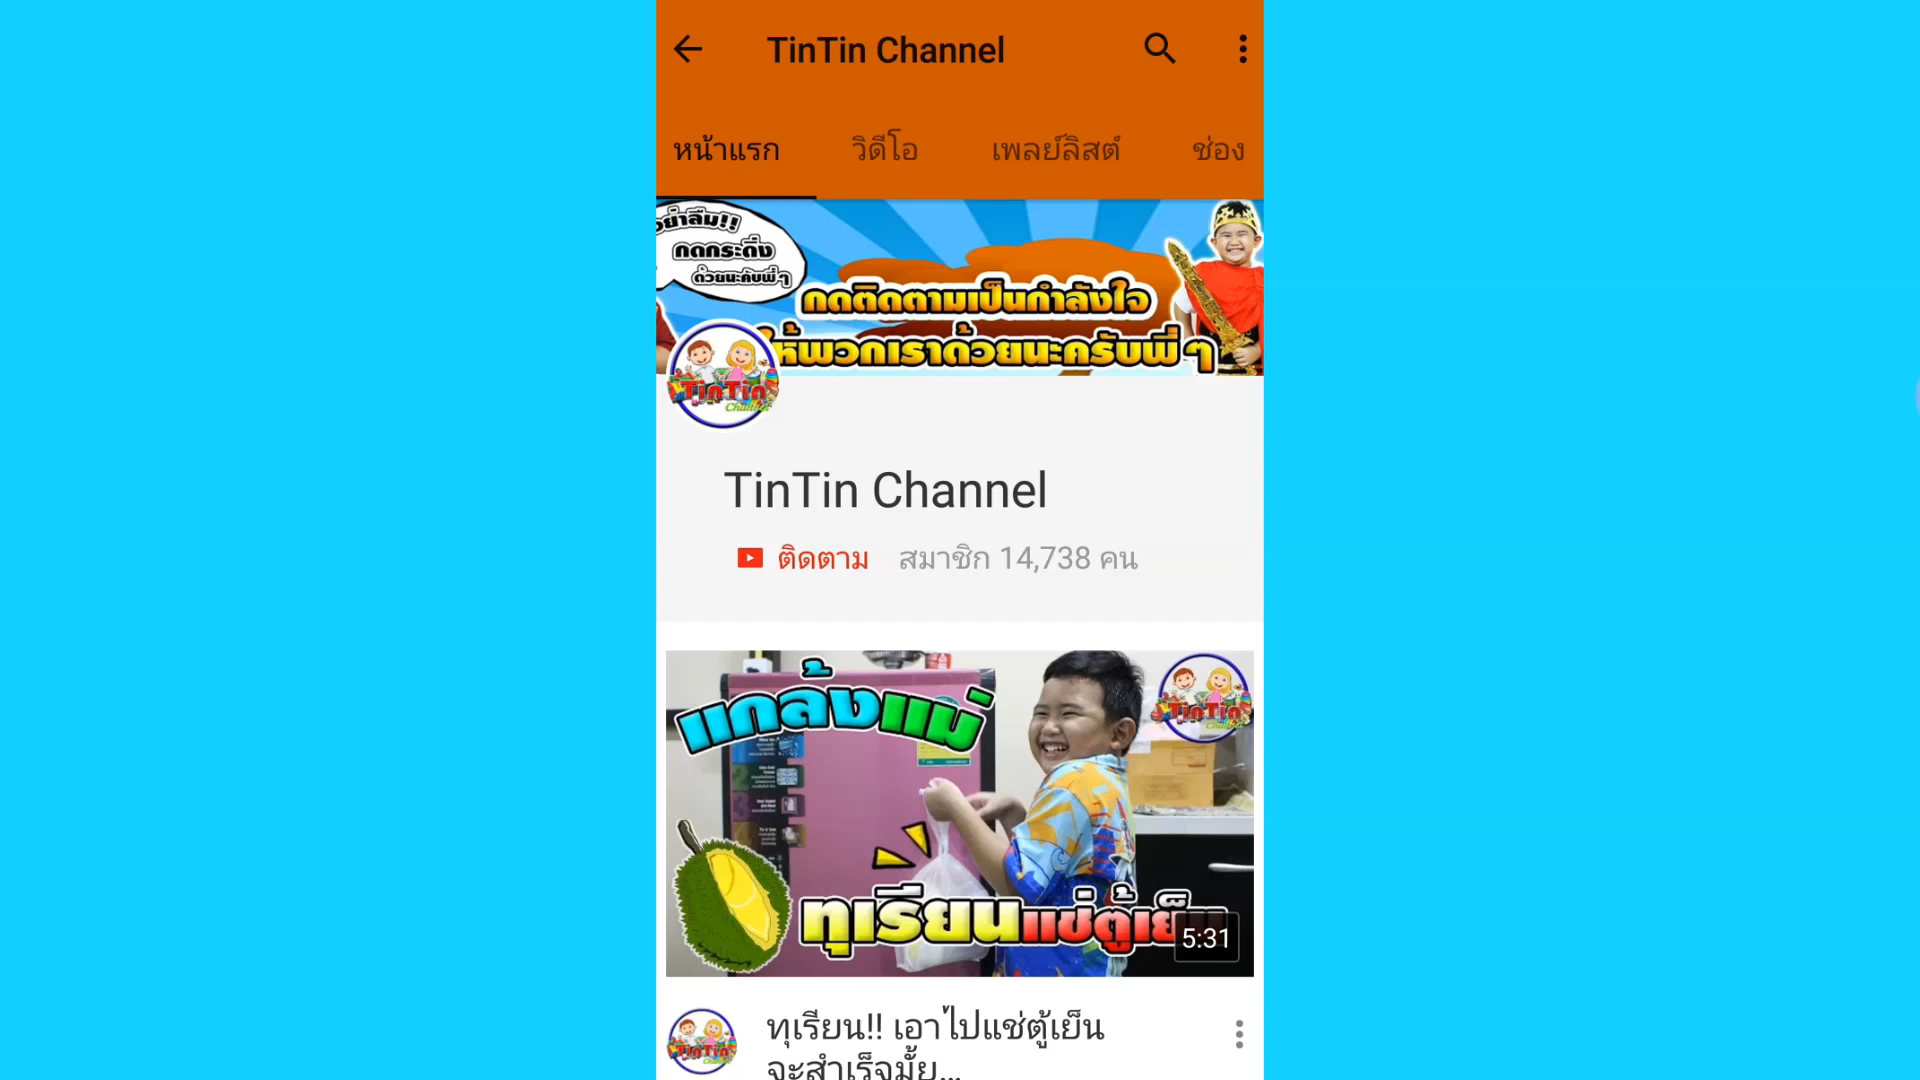 TinTin Channel
หน้าแรก วิดีโอ เพลย์ลิสต์ ช่อง
อย่าลืม!!
กดกระดิ่ง
ด้วยนะคับพี่ๆ
กดติดตามเป็นกำลังใจ
ให้พวกเราด้วยนะครับพี่ๆ
TinTin
Channel
TinTin Channel
ติดตาม สมาชิก 14,738 คน
แกล้งแม่
TinTin
Channel
ทุเรียนแช่ตู้เย็น
5:31
TinTin
ทุเรียน!! เอาไปแช่ตู้เย็น
จะสำเร็จมั้ย...